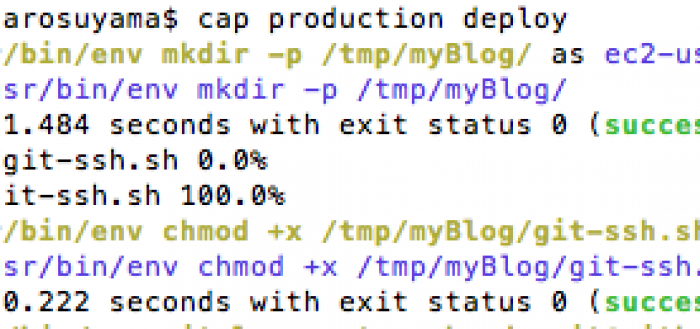 arosuyama$ cap production deploy
/bin/env mkdir -p /tmp/myBlog/ as ec2-us
sr/bin/env mkdir -p /tmp/myBlog/
1.484 seconds with exit status 0 (succes
git-ssh.sh 0.0%
it-ssh.sh 100.0%
/bin/env chmod +x /tmp/myBlog/git-ssh.sh
sr/bin/env chmod +x /tmp/myBlog/git-ssh.
0.222 seconds with exit status 0 (succes